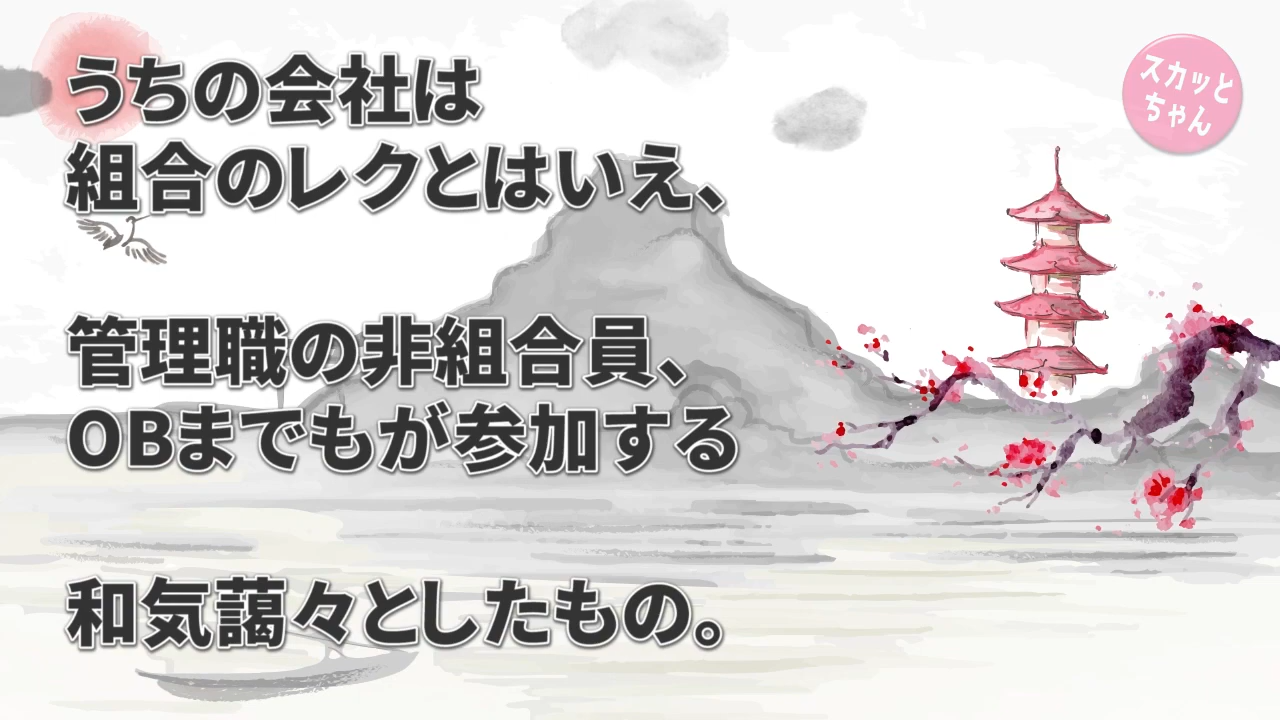 うちの会社は
組合のレクとはいえ、
管理職の非組合員、
OBまでもが参加する
和気藹々としたもの。
スカッと
ちゃん